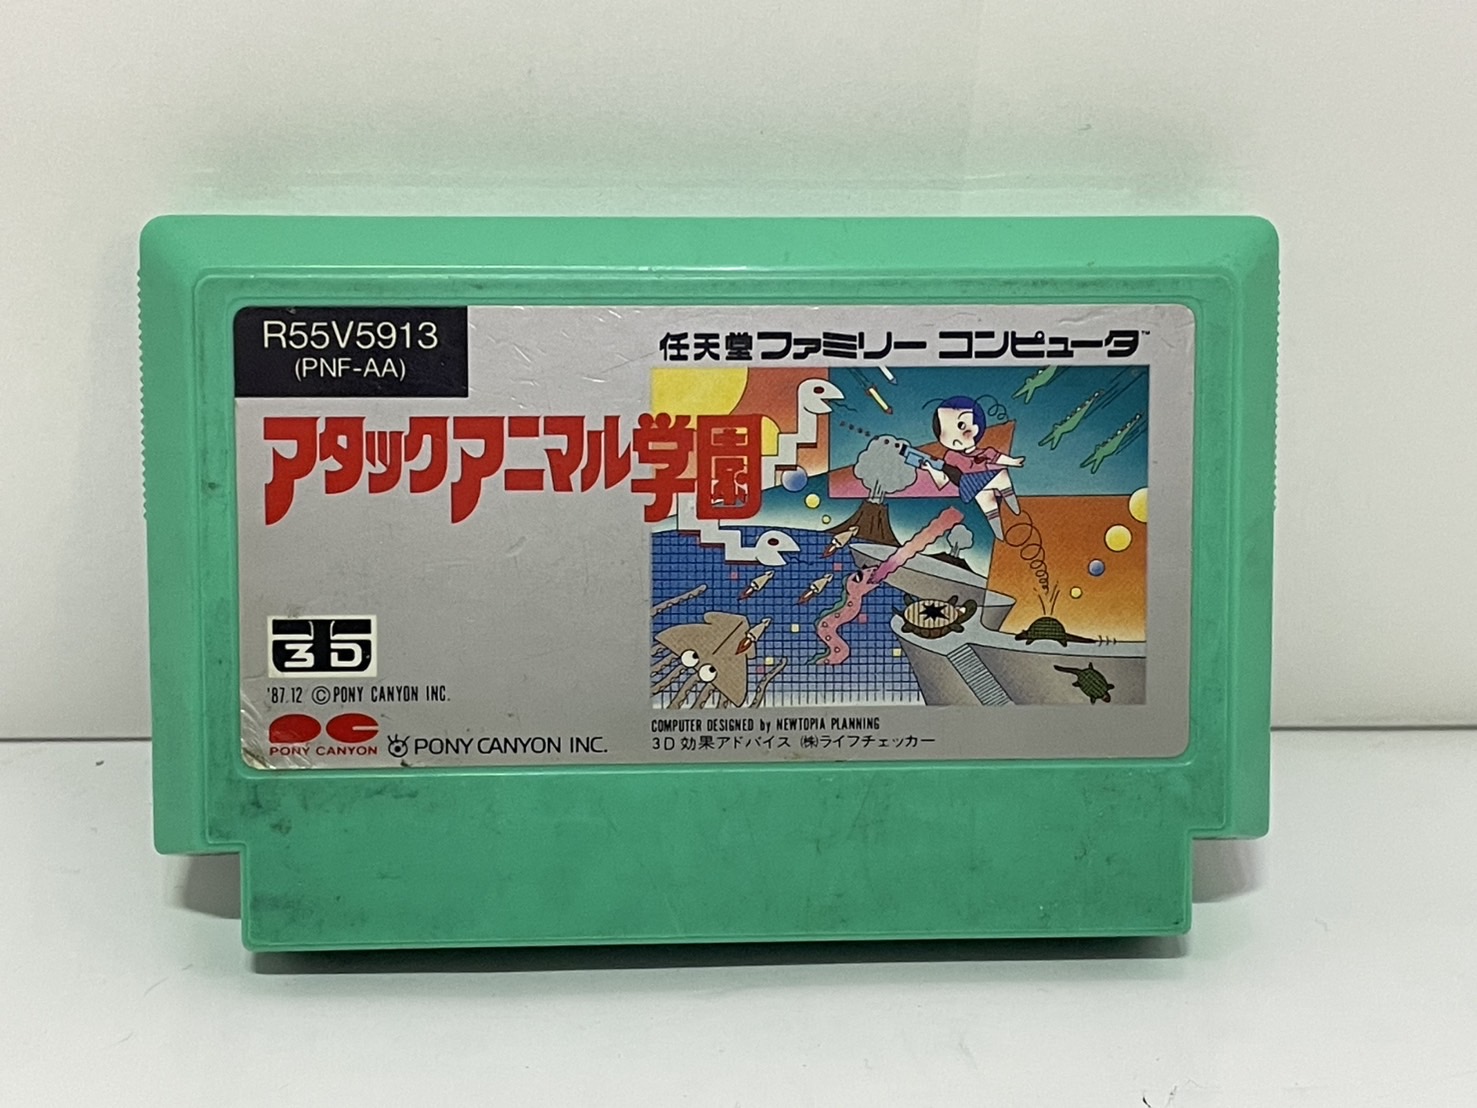 R55V5913
(PNF-AA)
任天堂ファミリーコンピュータ™
アタックアニマル学園
3D
'87.12 ©PONY CANYON INC.
PONY CANYON
PONY CANYON INC.
COMPUTER DESIGNED by NEWTOPIA PLANNING
3D効果アドバイス ㈱ライフチェッカー